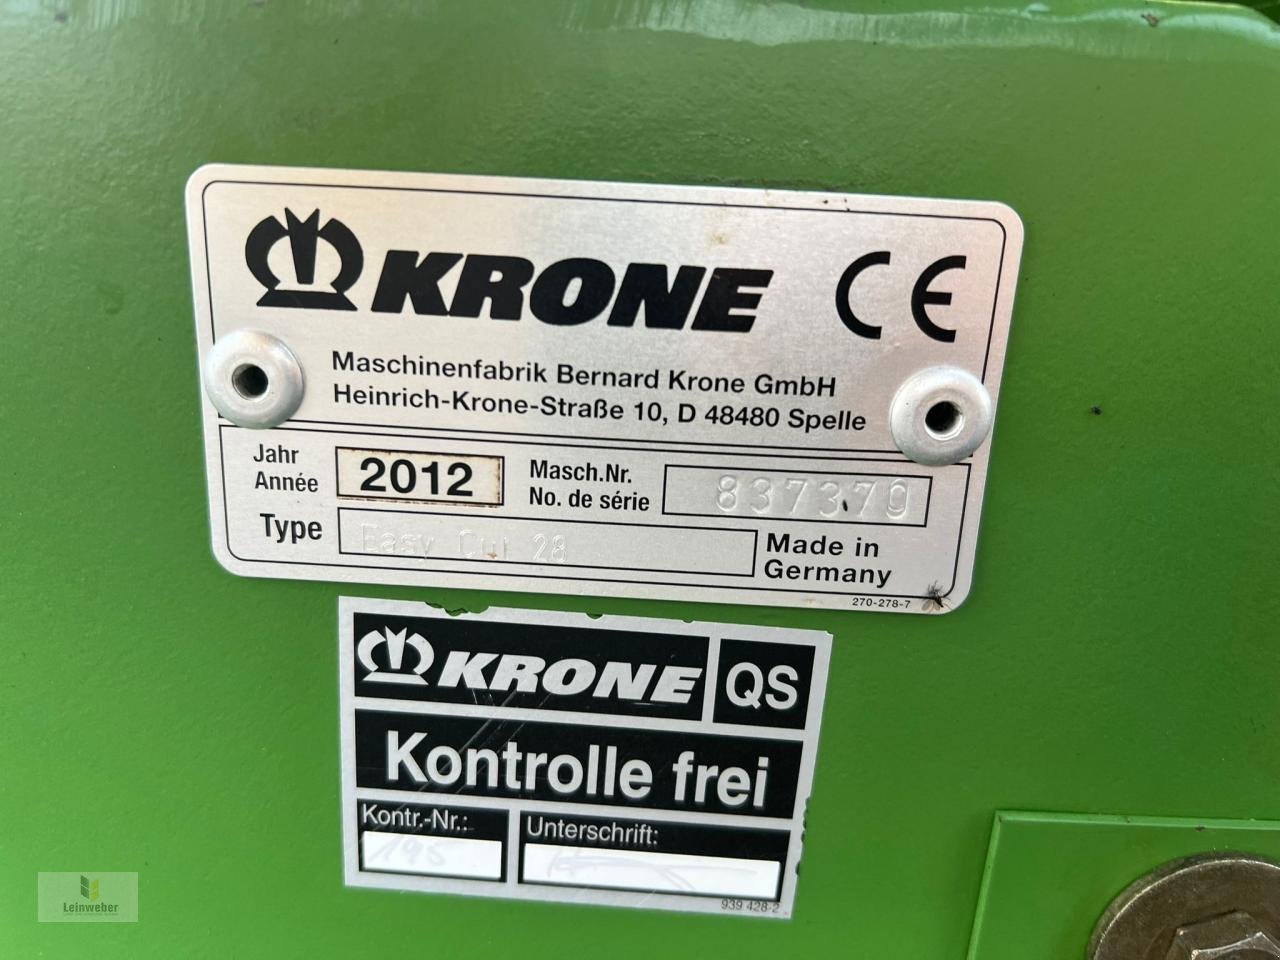 KRONE CE
Maschinenfabrik Bernard Krone GmbH
Heinrich-Krone-Straße 10, D 48480 Spelle
Jahr
Année
2012
Masch.Nr.
No. de série
837370
Type
Easy Cut 28
Made in
Germany
270-278-7
KRONE QS
Kontrolle frei
Kontr.-Nr.:
195
Unterschrift:
939 428-2
Leinweber